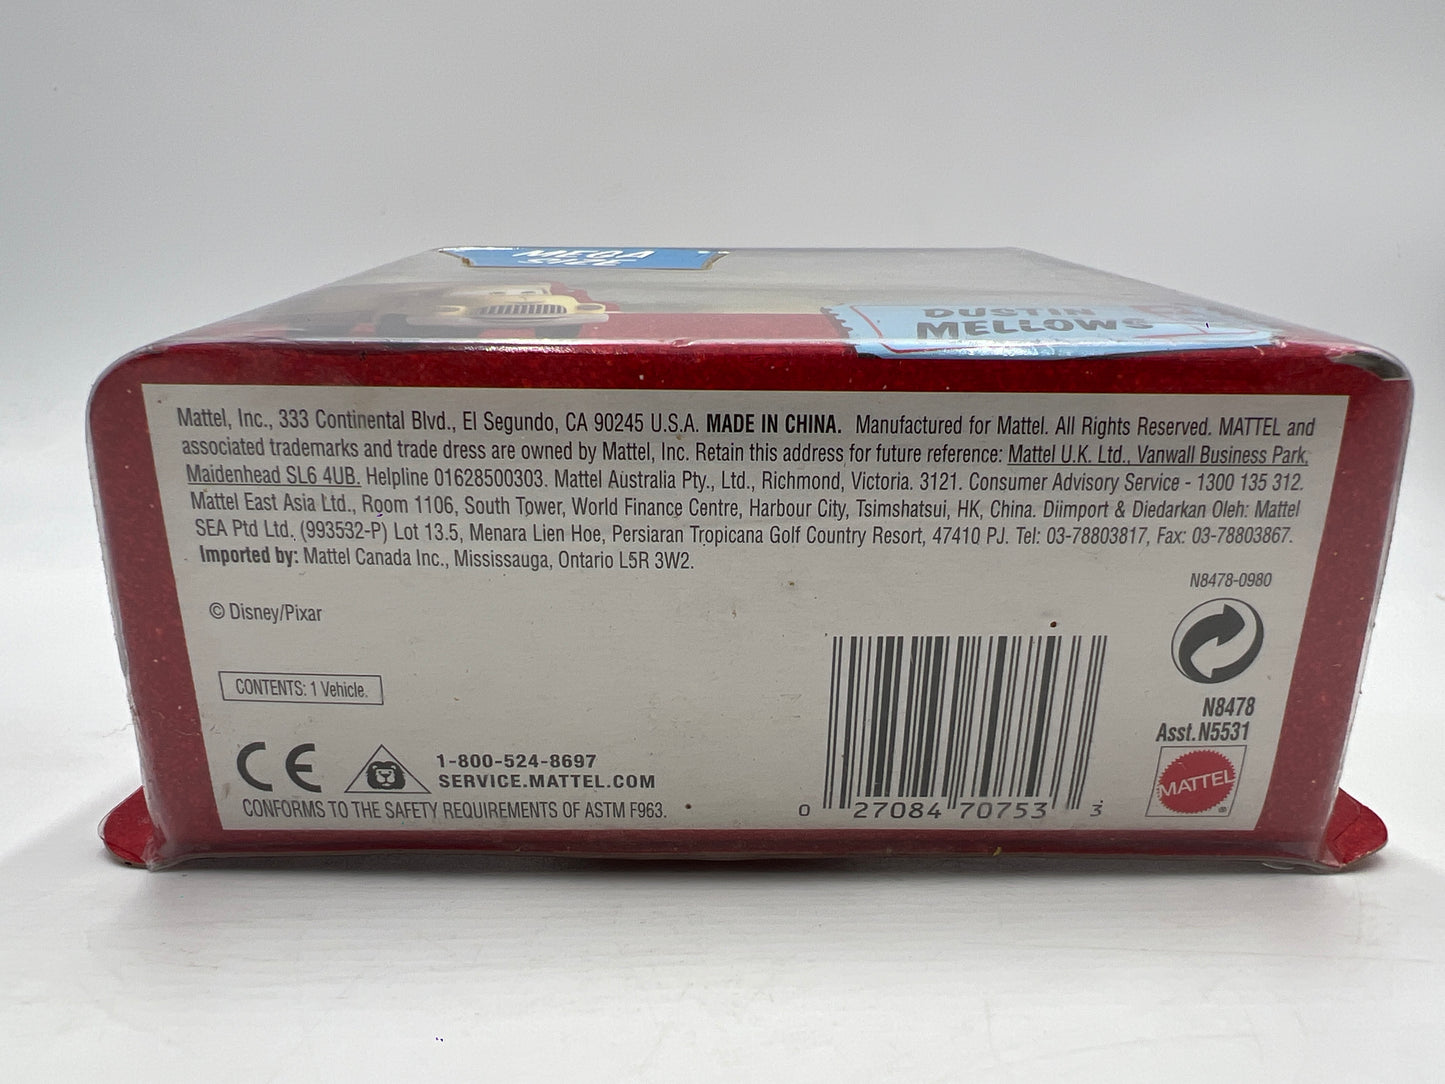 MEGA
SIZE
DUSTIN
MELLOWS
Mattel, Inc., 333 Continental Blvd., El Segundo, CA 90245 U.S.A. MADE IN CHINA. Manufactured for Mattel. All Rights Reserved. MATTEL and
associated trademarks and trade dress are owned by Mattel, Inc. Retain this address for future reference: Mattel U.K. Ltd., Vanwall Business Park,
Maidenhead SL6 4UB. Helpline 01628500303. Mattel Australia Pty., Ltd., Richmond, Victoria. 3121. Consumer Advisory Service - 1300 135 312.
Mattel East Asia Ltd., Room 1106, South Tower, World Finance Centre, Harbour City, Tsimshatsui, HK, China. Diimport & Diedarkan Oleh: Mattel
SEA Ptd Ltd. (993532-P) Lot 13.5, Menara Lien Hoe, Persiaran Tropicana Golf Country Resort, 47410 PJ. Tel: 03-78803817, Fax: 03-78803867.
Imported by: Mattel Canada Inc., Mississauga, Ontario L5R 3W2.
N8478-0980
© Disney/Pixar
CONTENTS: 1 Vehicle.
N8478
Asst. N5531
CE
1-800-524-8697
SERVICE.MATTEL.COM
MATTEL
®
CONFORMS TO THE SAFETY REQUIREMENTS OF ASTM F963.
0 27084 70753 3